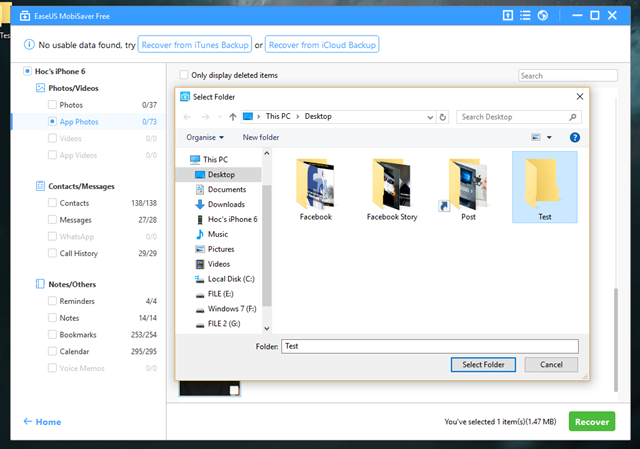 EaseUS MobiSaver Free
No usable data found, try Recover from iTunes Backup or Recover from iCloud Backup
Hoc's iPhone 6
Photos/Videos
Photos 0/37
App Photos 0/73
Videos 0/0
App Videos 0/0
Contacts/Messages
Contacts 138/138
Messages 27/28
WhatsApp 0/0
Call History 29/29
Notes/Others
Reminders 4/4
Notes 14/14
Bookmarks 253/254
Calendar 295/295
Voice Memos 0/0
Home
Only display deleted items
Search
Select Folder
This PC > Desktop
Search Desktop
Organise
New folder
This PC
Desktop
Documents
Downloads
Hoc's iPhone 6
Music
Pictures
Videos
Local Disk (C:)
FILE (E:)
Windows 7 (F:)
FILE 2 (G:)
Facebook
Facebook Story
Post
Test
Folder: Test
Select Folder
Cancel
You've selected 1 item(s)(1.47 MB)
Recover